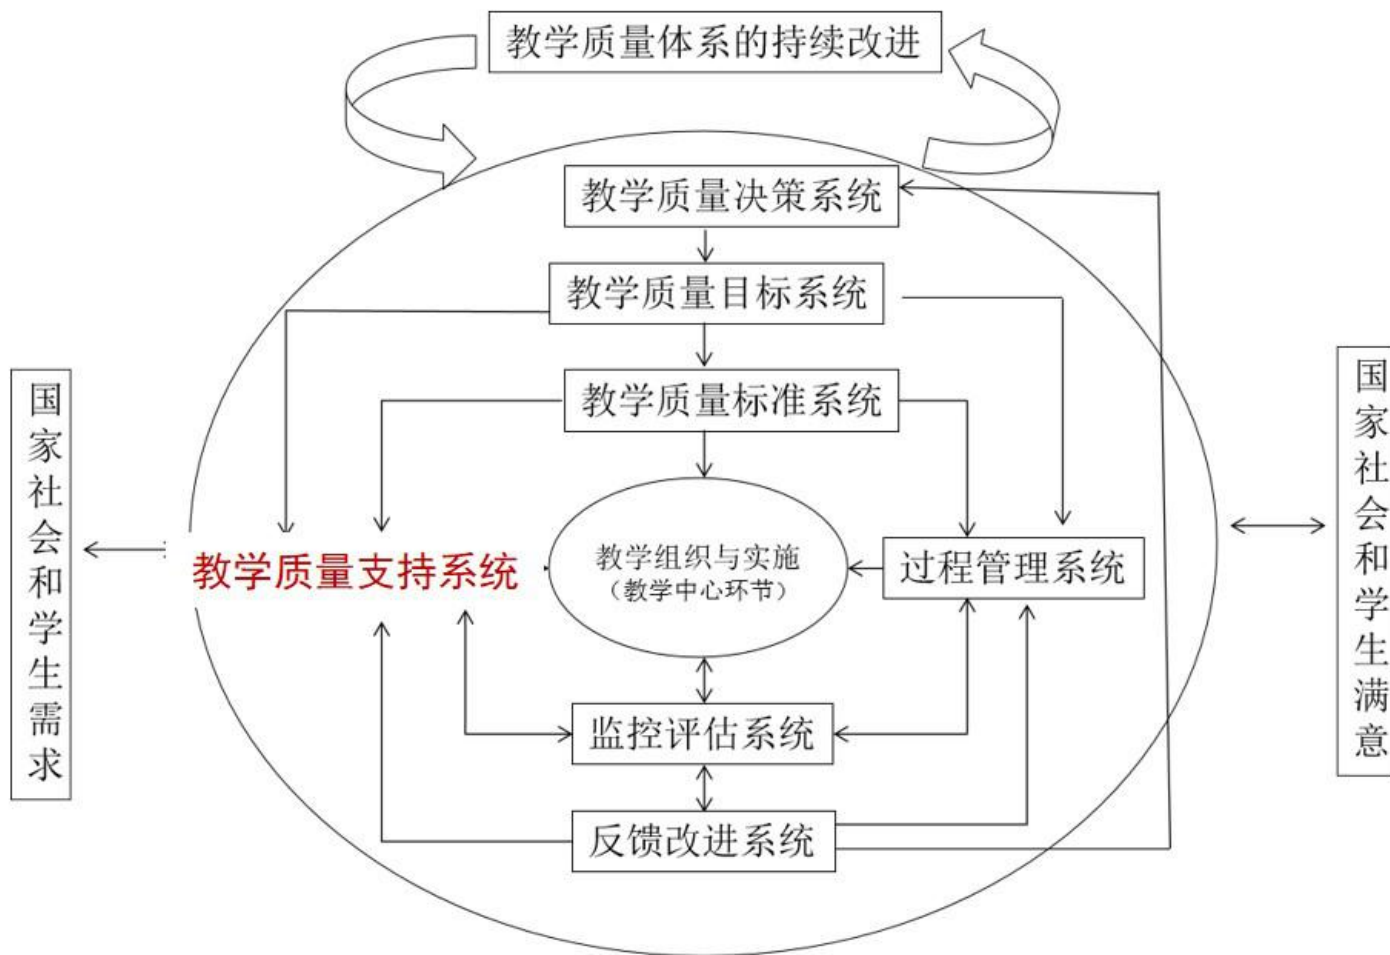 教学质量体系的持续改进
教学质量决策系统
教学质量目标系统
教学质量标准系统
国家社会和学生需求
教学质量支持系统
教学组织与实施
（教学中心环节）
过程管理系统
国家社会和学生满意
监控评估系统
反馈改进系统